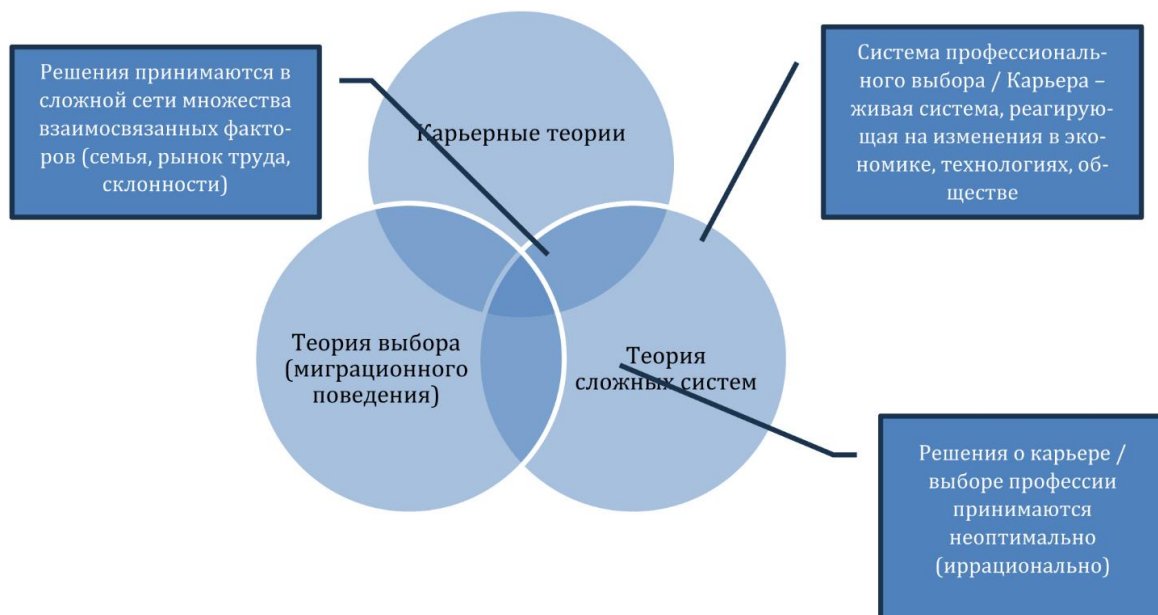 Решения принимаются в
сложной сети множества
взаимосвязанных факто-
ров (семья, рынок труда,
склонности)
Карьерные теории
Система профессиональ-
ного выбора / Карьера –
живая система, реагирую-
щая на изменения в эко-
номике, технологиях, об-
ществе
Теория выбора
(миграционного
поведения)
Теория
сложных систем
Решения о карьере /
выборе профессии
принимаются
неоптимально
(иррационально)